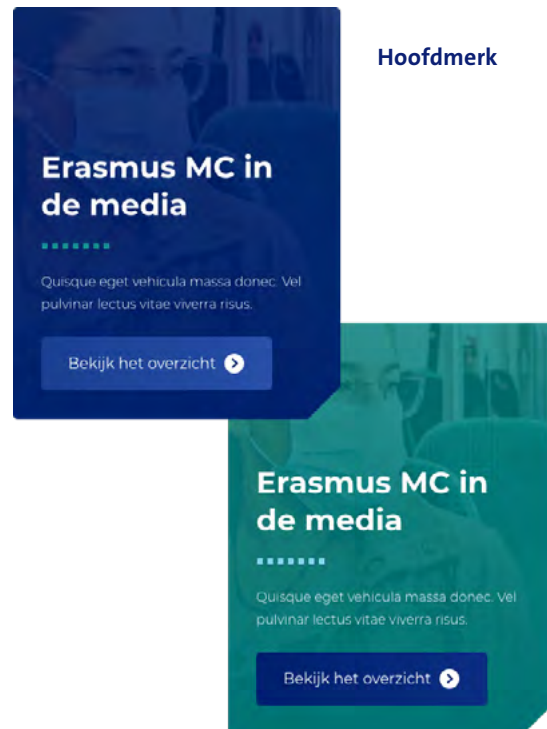 Hoofdmerk
Erasmus MC in
de media
Quisque eget vehicula massa donec. Vel
pulvinar lectus vitae viverra risus.
Bekijk het overzicht
Erasmus MC in
de media
Quisque eget vehicula massa donec. Vel
pulvinar lectus vitae viverra risus.
Bekijk het overzicht